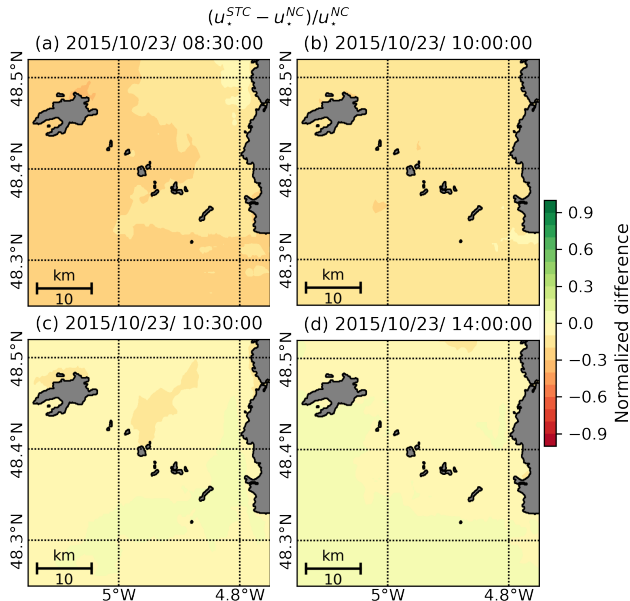 (u⋆^STC − u⋆^NC)/u⋆^NC
(a) 2015/10/23/ 08:30:00
(b) 2015/10/23/ 10:00:00
48.5°N
48.4°N
48.3°N
km
10
48.5°N
48.4°N
48.3°N
km
10
(c) 2015/10/23/ 10:30:00
(d) 2015/10/23/ 14:00:00
48.5°N
48.4°N
48.3°N
km
10
5°W
4.8°W
48.5°N
48.4°N
48.3°N
km
10
5°W
4.8°W
0.9
0.6
0.3
0.0
−0.3
−0.6
−0.9
Normalized difference